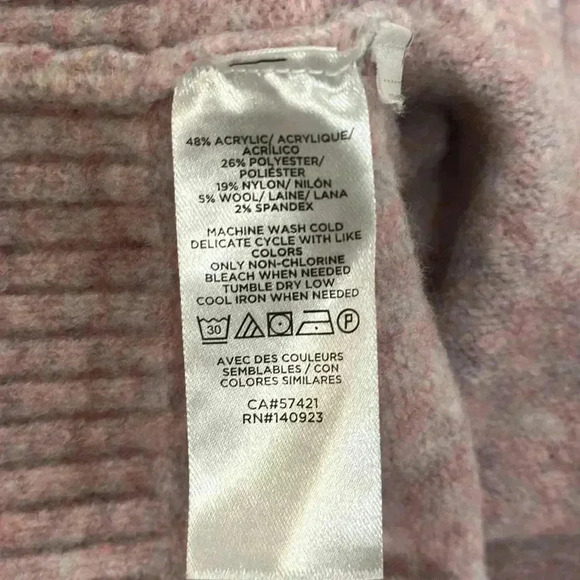 48% ACRYLIC/ ACRYLIQUE/
ACRÍLICO
26% POLYESTER/
POLIÉSTER
19% NYLON/ NILÓN
5% WOOL/ LAINE/ LANA
2% SPANDEX
MACHINE WASH COLD
DELICATE CYCLE WITH LIKE
COLORS
ONLY NON-CHLORINE
BLEACH WHEN NEEDED
TUMBLE DRY LOW
COOL IRON WHEN NEEDED
30 P
AVEC DES COULEURS
SEMBLABLES / CON
COLORES SIMILARES
CA#57421
RN#140923